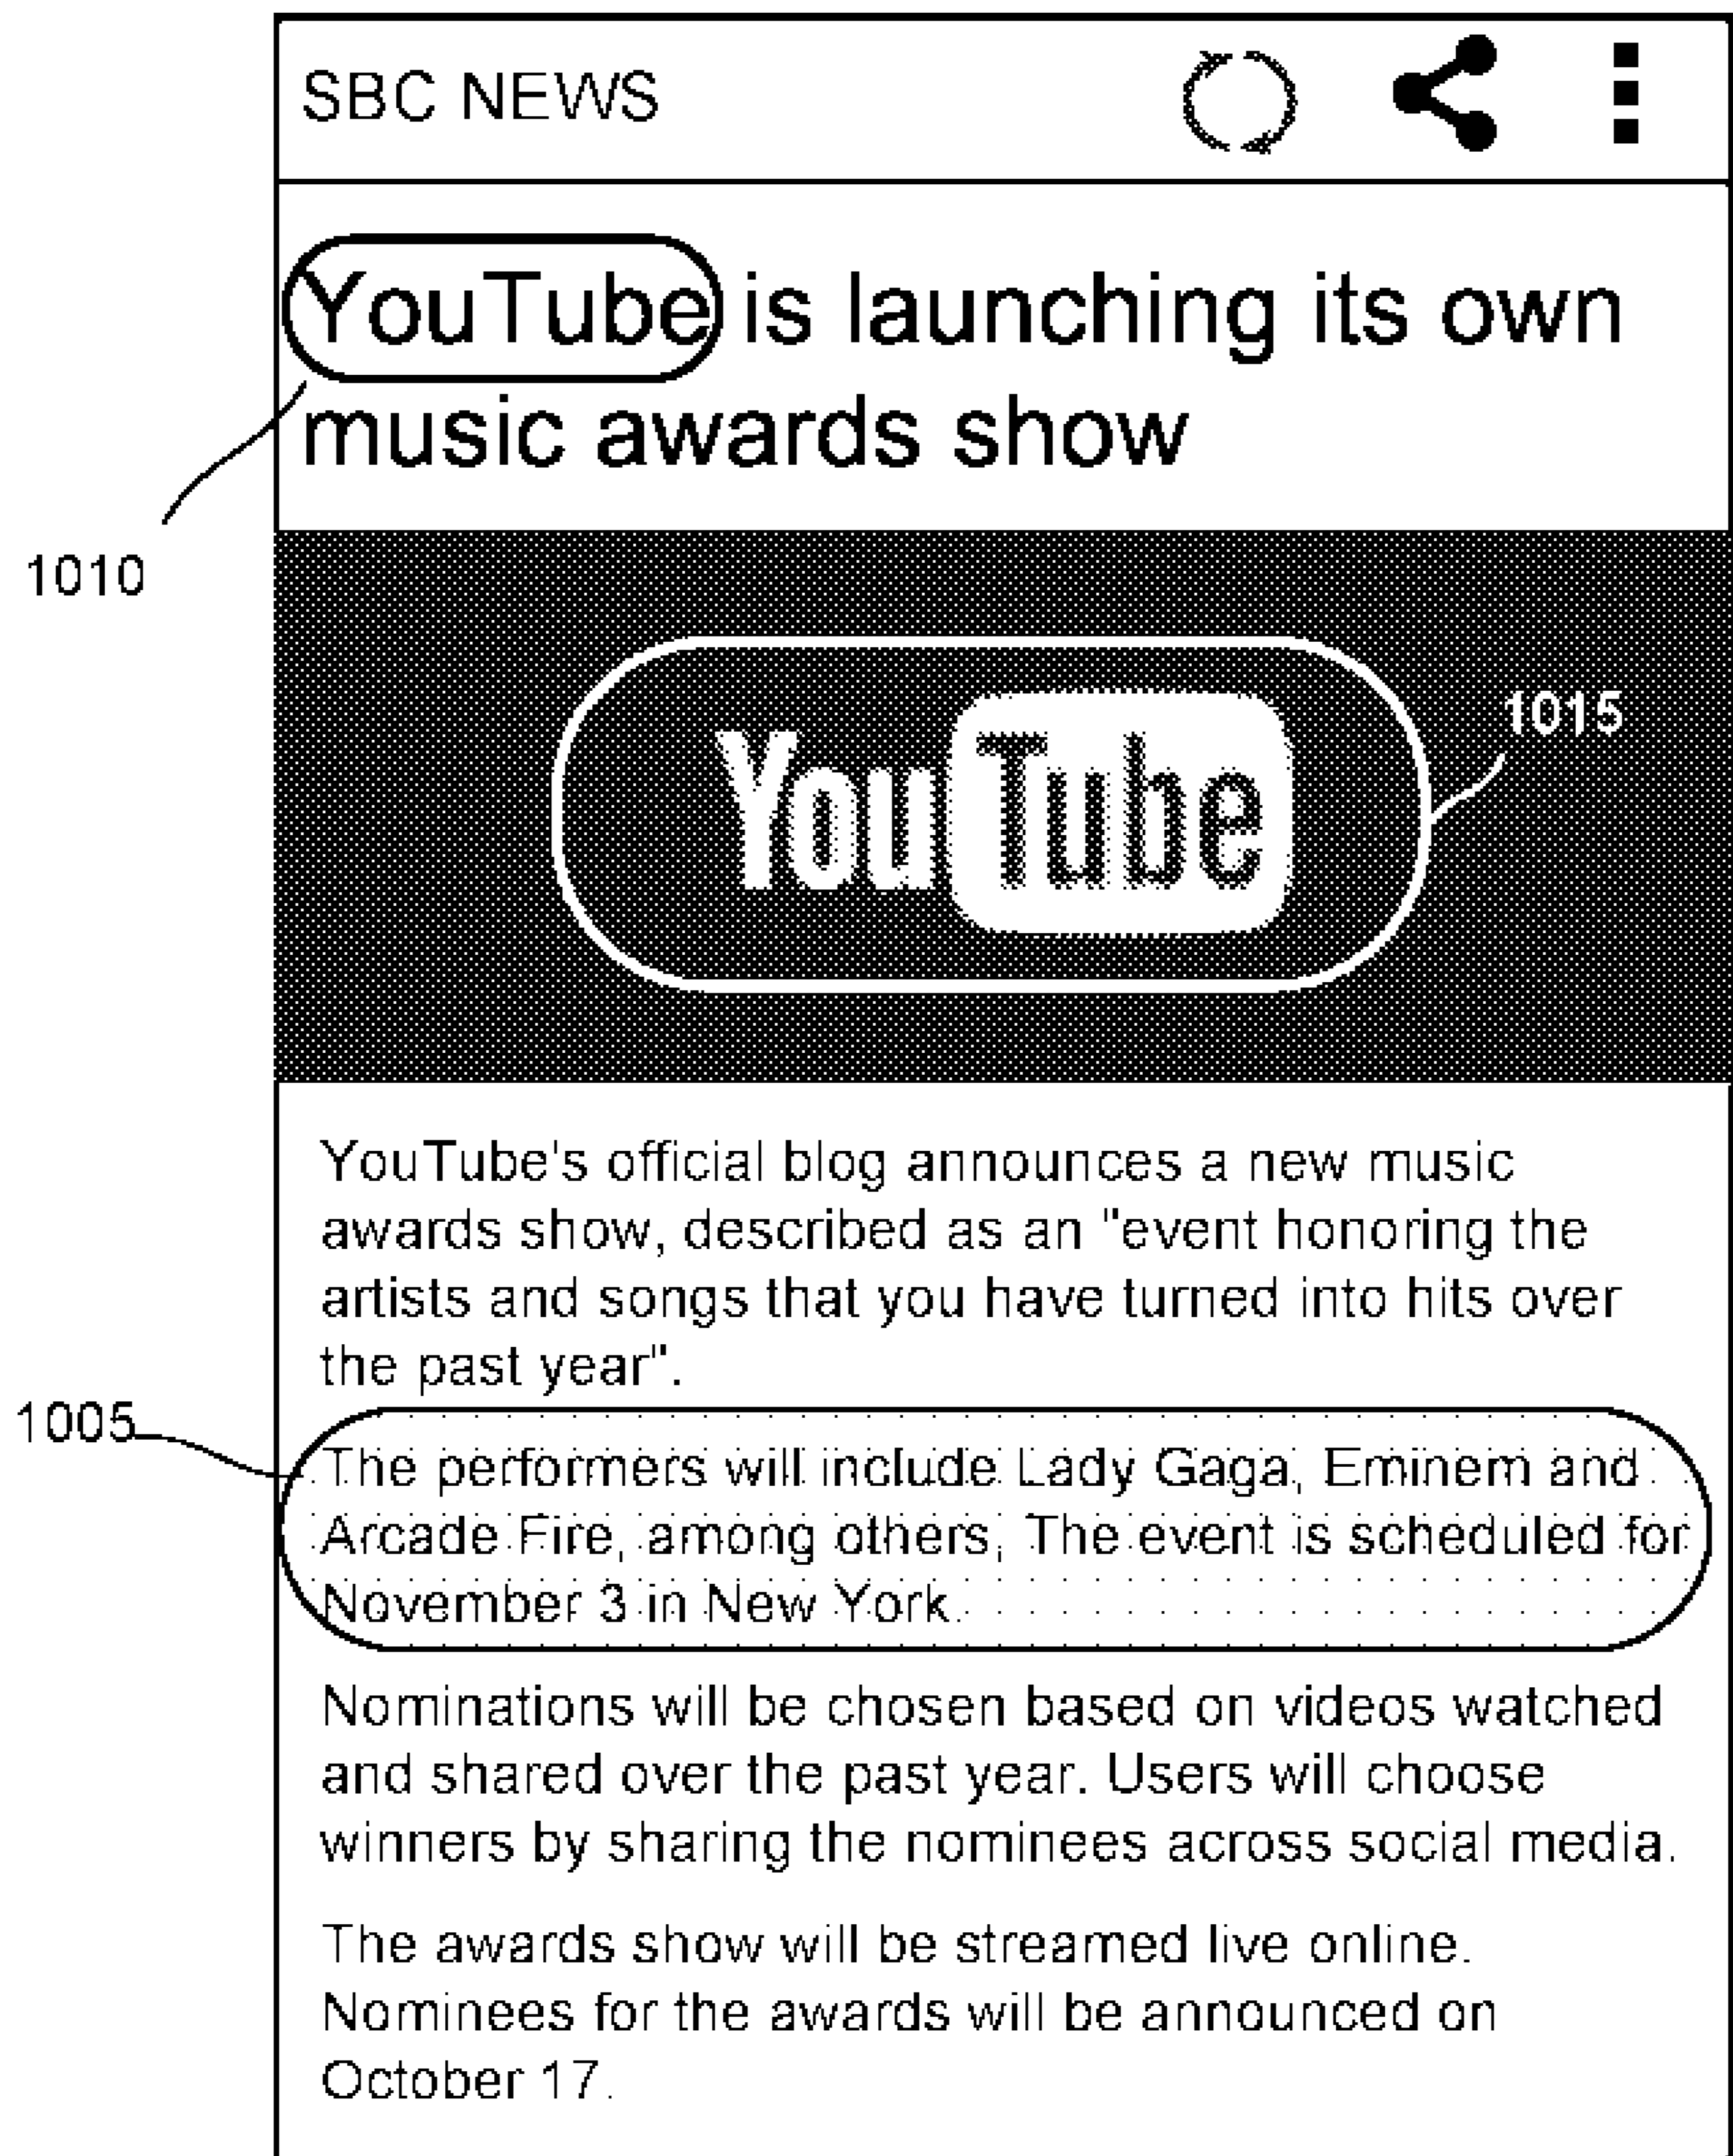 SBC NEWS
YouTube is launching its own
music awards show
1010
1015
YouTube
YouTube's official blog announces a new music
awards show, described as an "event honoring the
artists and songs that you have turned into hits over
the past year".
1005
The performers will include Lady Gaga, Eminem and
Arcade Fire, among others, The event is scheduled for
November 3 in New York.
Nominations will be chosen based on videos watched
and shared over the past year. Users will choose
winners by sharing the nominees across social media.
The awards show will be streamed live online.
Nominees for the awards will be announced on
October 17.